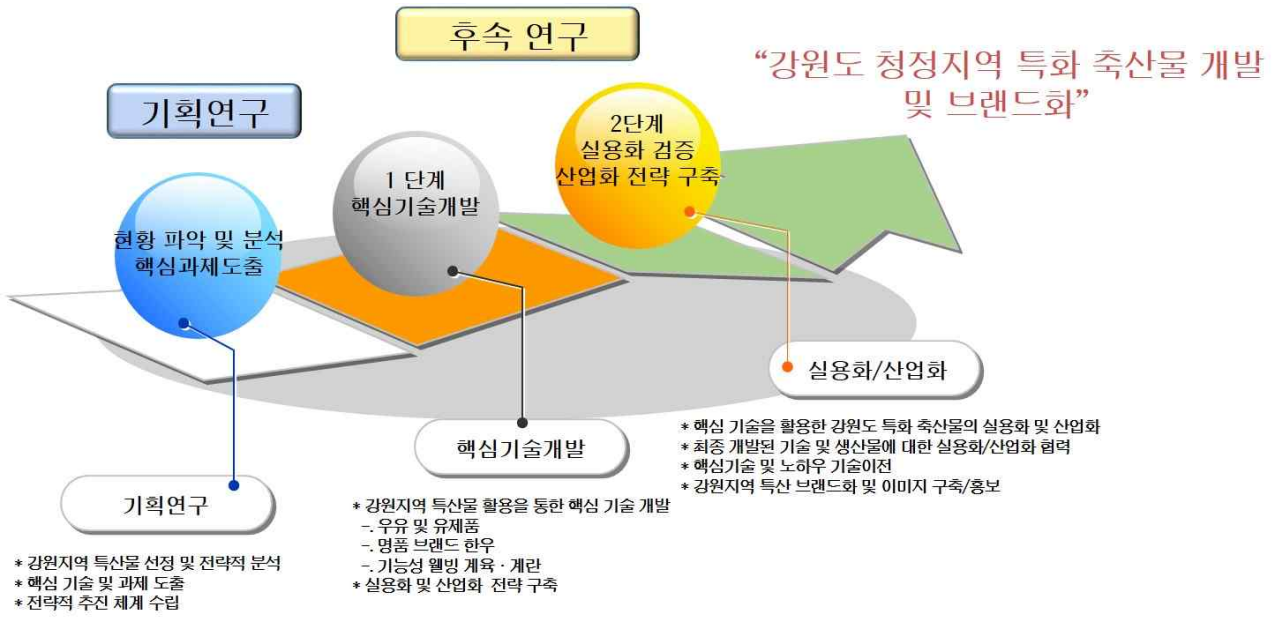 후속 연구
“강원도 청정지역 특화 축산물 개발
및 브랜드화”
기획연구
2단계
실용화 검증
산업화 전략 구축
1 단계
핵심기술개발
현황 파악 및 분석
핵심과제도출
실용화/산업화
* 핵심 기술을 활용한 강원도 특화 축산물의 실용화 및 산업화
* 최종 개발된 기술 및 생산물에 대한 실용화/산업화 협력
* 핵심기술 및 노하우 기술이전
* 강원지역 특산 브랜드화 및 이미지 구축/홍보
핵심기술개발
* 강원지역 특산물 활용을 통한 핵심 기술 개발
-. 우유 및 유제품
-. 명품 브랜드 한우
-. 기능성 웰빙 계육 · 계란
* 실용화 및 산업화 전략 구축
기획연구
* 강원지역 특산물 선정 및 전략적 분석
* 핵심 기술 및 과제 도출
* 전략적 추진 체계 수립